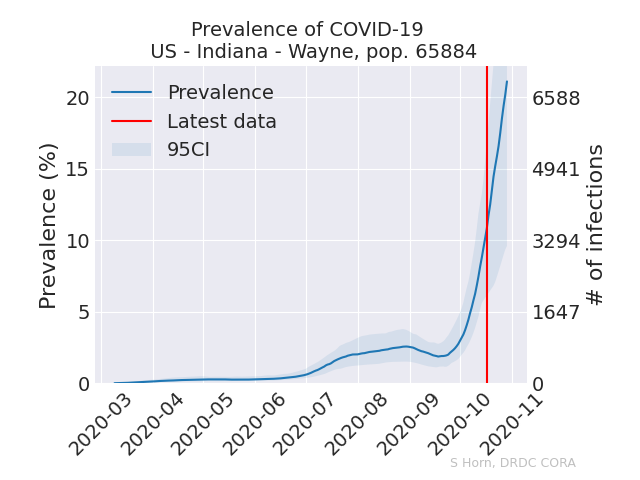 Prevalence of COVID-19
US - Indiana - Wayne, pop. 65884
Prevalence
Latest data
95CI
Prevalence (%)
20
15
10
5
0
6588
4941
3294
1647
0
# of infections
2020-03
2020-04
2020-05
2020-06
2020-07
2020-08
2020-09
2020-10
2020-11
S Horn, DRDC CORA